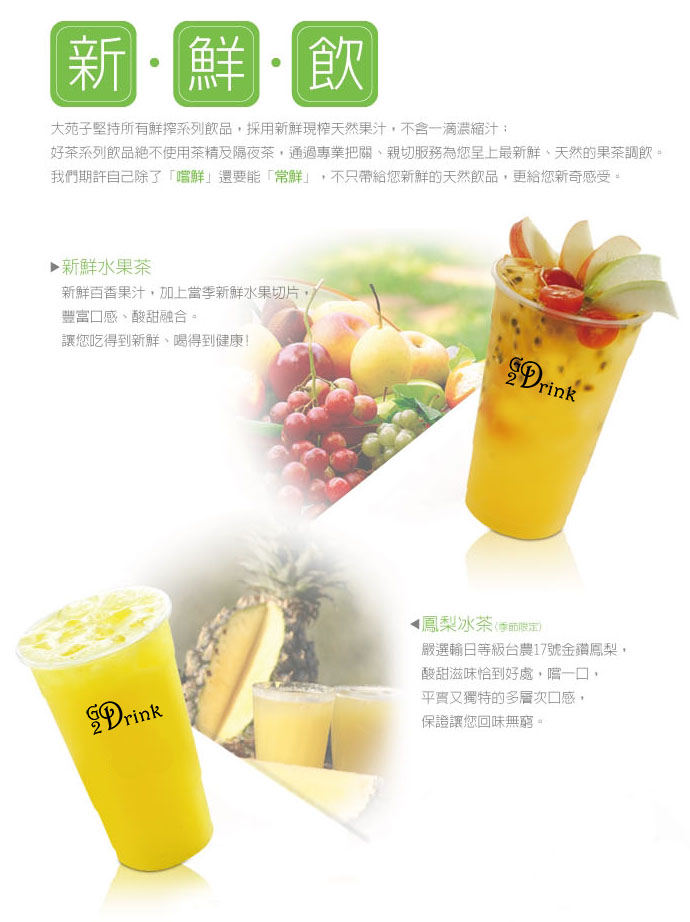 新・鮮・飲
大苑子堅持所有鮮搾系列飲品，採用新鮮現榨天然果汁，不含一滴濃縮汁；
好茶系列飲品絶不使用茶精及隔夜茶，通過專業把關、親切服務為您呈上最新鮮、天然的果茶調飲。
我們期許自己除了「嚐鮮」還要能「常鮮」，不只帶給您新鮮的天然飲品，更給您新奇感受。
▶新鮮水果茶
新鮮百香果汁，加上當季新鮮水果切片，
豐富口感、酸甜融合。
讓您吃得到新鮮、喝得到健康！
GO
2Drink
◀鳳梨冰茶(季節限定)
嚴選輸日等級台農17號金鑽鳳梨，
酸甜滋味恰到好處，嚐一口，
平實又獨特的多層次口感，
保證讓您回味無窮。
GO
2Drink